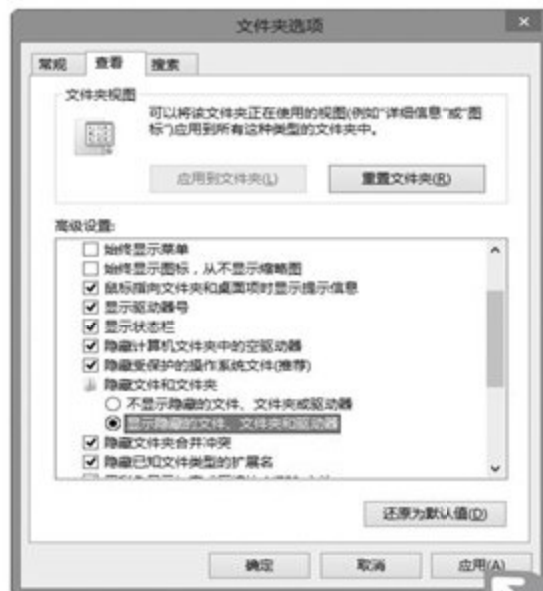 文件夹选项
常规 查看 搜索
文件夹视图
可以将该文件夹正在使用的视图(例如“详细信息”或“图
标”)应用到所有这种类型的文件夹中。
应用到文件夹(L) 重置文件夹(R)
高级设置:
始终显示菜单
始终显示图标，从不显示缩略图
鼠标指向文件夹和桌面项时显示提示信息
显示驱动器号
显示状态栏
隐藏计算机文件夹中的空驱动器
隐藏受保护的操作系统文件(推荐)
隐藏文件和文件夹
不显示隐藏的文件、文件夹或驱动器
显示隐藏的文件、文件夹和驱动器
隐藏文件夹合并冲突
隐藏已知文件类型的扩展名
还原为默认值(D)
确定 取消 应用(A)